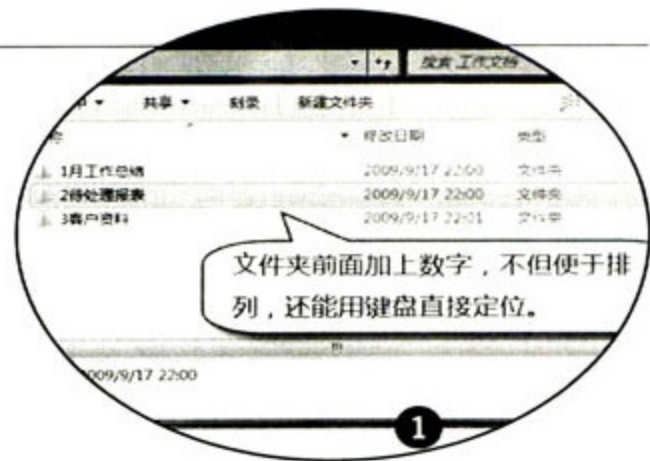 搜索 工作文档
共享 刻录 新建文件夹
修改日期 类型
1月工作总结 2009/9/17 22:00 文件夹
2待处理报表 2009/9/17 22:00 文件夹
3客户资料 2009/9/17 22:01 文件夹
文件夹前面加上数字，不但便于排
列，还能用键盘直接定位。
009/9/17 22:00
1